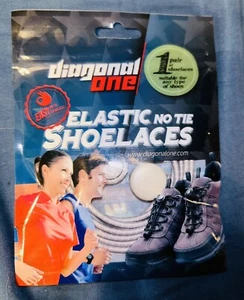 diagonal
one
1 pair
of
shoelaces
suitable for
any type
of shoes
EASY
ELASTIC NO TIE
SHOELACES
www.diagonalone.com